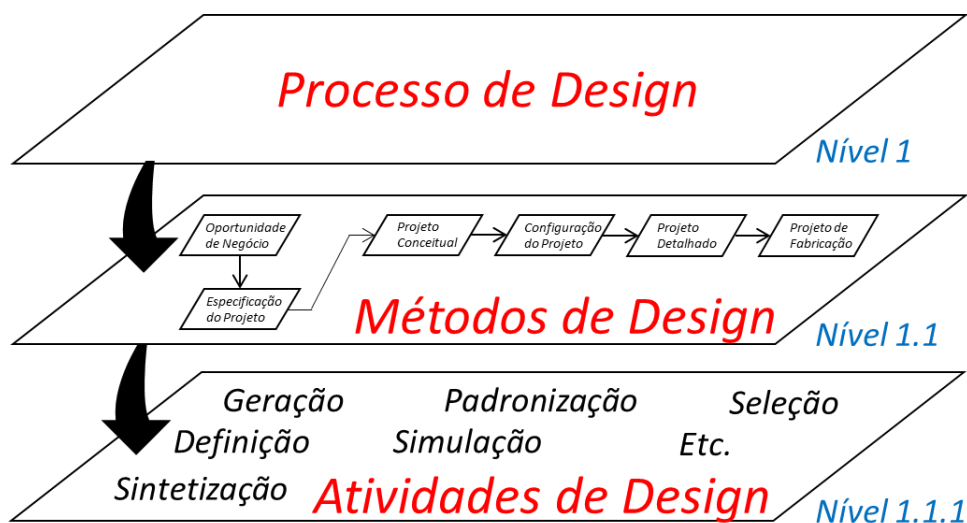 Processo de Design
Nível 1
Oportunidade
de Negócio
Projeto
Conceitual
Configuração
do Projeto
Projeto
Detalhado
Projeto de
Fabricação
Especificação
do Projeto
Métodos de Design
Nível 1.1
Geração
Padronização
Seleção
Definição
Simulação
Etc.
Sintetização
Atividades de Design
Nível 1.1.1